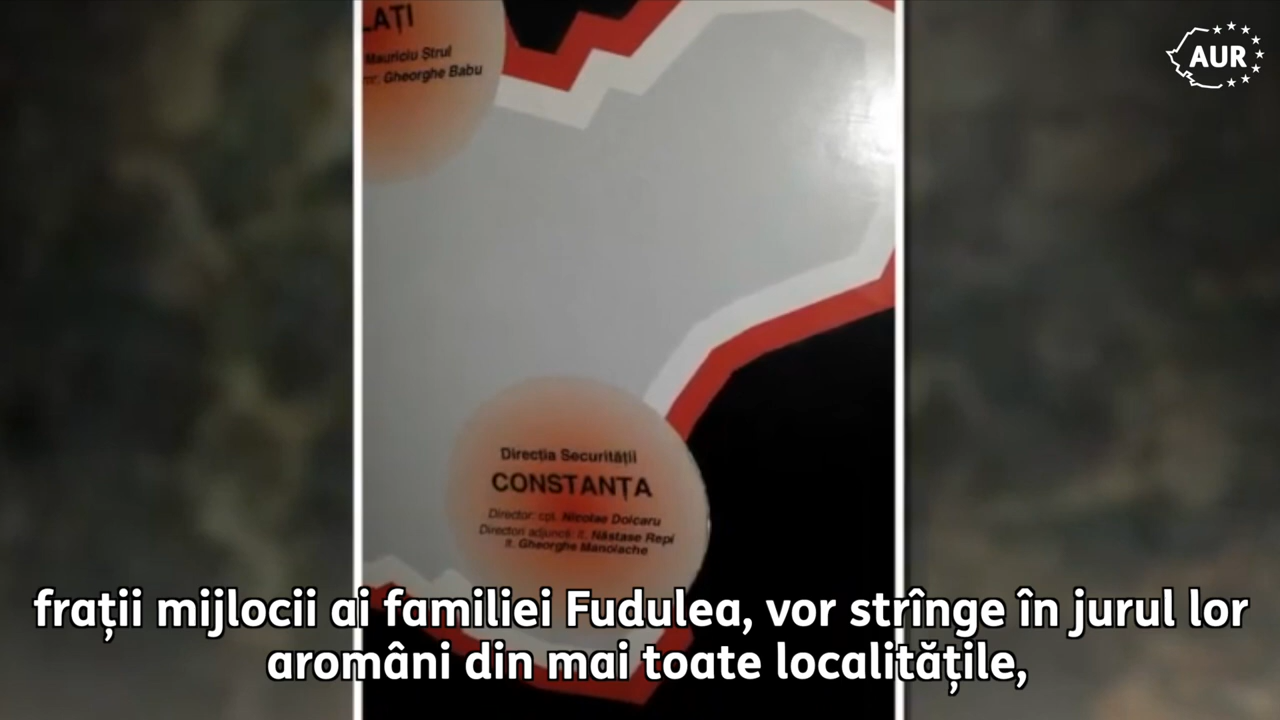 LAȚI
Mauriciu Ștrul
Gheorghe Babu
AUR
Direcția Securității
CONSTANȚA
Director: cpt. Nicolae Doicaru
Directori adjuncți: lt. Năstase Repi
lt. Gheorghe Manolache
frații mijlocii ai familiei Fudulea, vor strînge în jurul lor
aromâni din mai toate localitățile,